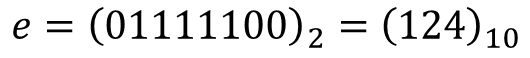 e = (01111100)₂ = (124)₁₀